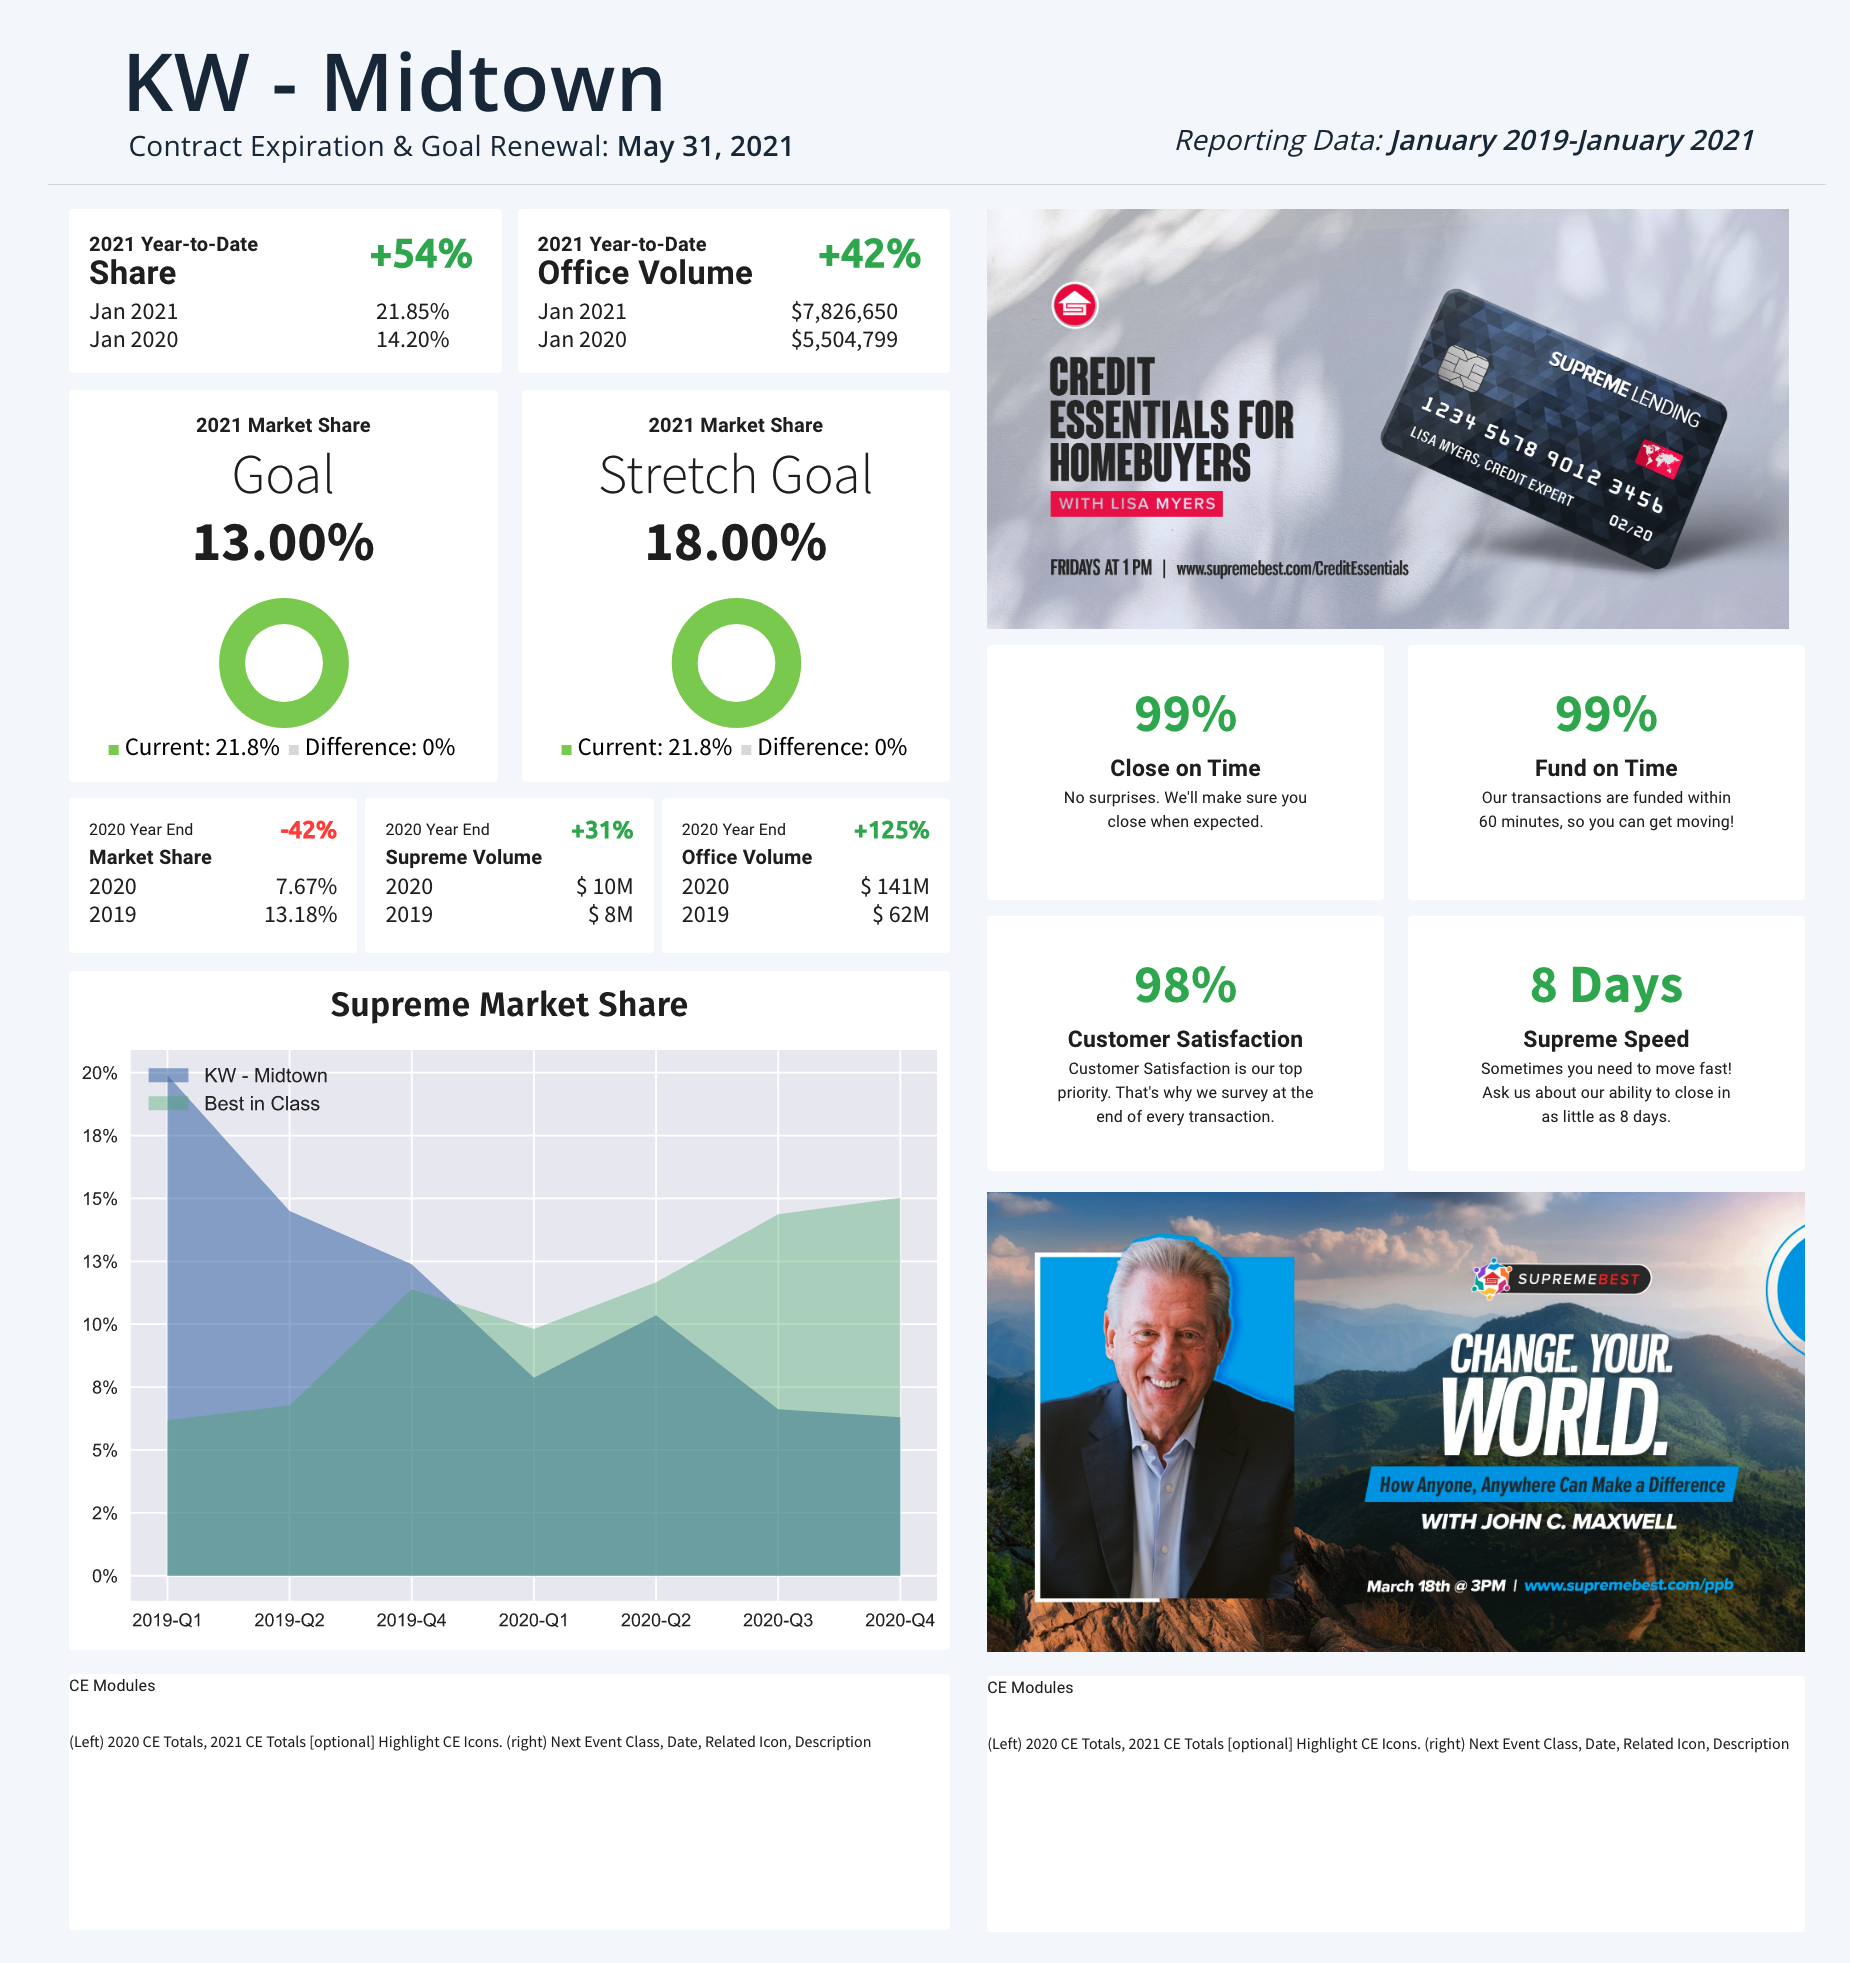 KW - Midtown
Contract Expiration & Goal Renewal: May 31, 2021
Reporting Data: January 2019-January 2021
2021 Year-to-Date
Share
+54%
Jan 2021 21.85%
Jan 2020 14.20%
2021 Year-to-Date
Office Volume
+42%
Jan 2021 $7,826,650
Jan 2020 $5,504,799
2021 Market Share
Goal
13.00%
Current: 21.8% Difference: 0%
2021 Market Share
Stretch Goal
18.00%
Current: 21.8% Difference: 0%
2020 Year End -42%
Market Share
2020 7.67%
2019 13.18%
2020 Year End +31%
Supreme Volume
2020 $ 10M
2019 $ 8M
2020 Year End +125%
Office Volume
2020 $ 141M
2019 $ 62M
Supreme Market Share
KW - Midtown
Best in Class
20%
18%
15%
13%
10%
8%
5%
2%
0%
2019-Q1 2019-Q2 2019-Q4 2020-Q1 2020-Q2 2020-Q3 2020-Q4
CE Modules
(Left) 2020 CE Totals, 2021 CE Totals [optional] Highlight CE Icons. (right) Next Event Class, Date, Related Icon, Description
CREDIT
ESSENTIALS FOR
HOMEBUYERS
WITH LISA MYERS
FRIDAYS AT 1 PM | www.supremebest.com/CreditEssentials
SUPREME LENDING
1234 5678 9012 3456
LISA MYERS, CREDIT EXPERT
02/20
99%
Close on Time
No surprises. We'll make sure you
close when expected.
99%
Fund on Time
Our transactions are funded within
60 minutes, so you can get moving!
98%
Customer Satisfaction
Customer Satisfaction is our top
priority. That's why we survey at the
end of every transaction.
8 Days
Supreme Speed
Sometimes you need to move fast!
Ask us about our ability to close in
as little as 8 days.
SUPREMEBEST
CHANGE. YOUR.
WORLD.
How Anyone, Anywhere Can Make a Difference
WITH JOHN C. MAXWELL
March 18th @ 3PM | www.supremebest.com/ppb
CE Modules
(Left) 2020 CE Totals, 2021 CE Totals [optional] Highlight CE Icons. (right) Next Event Class, Date, Related Icon, Description